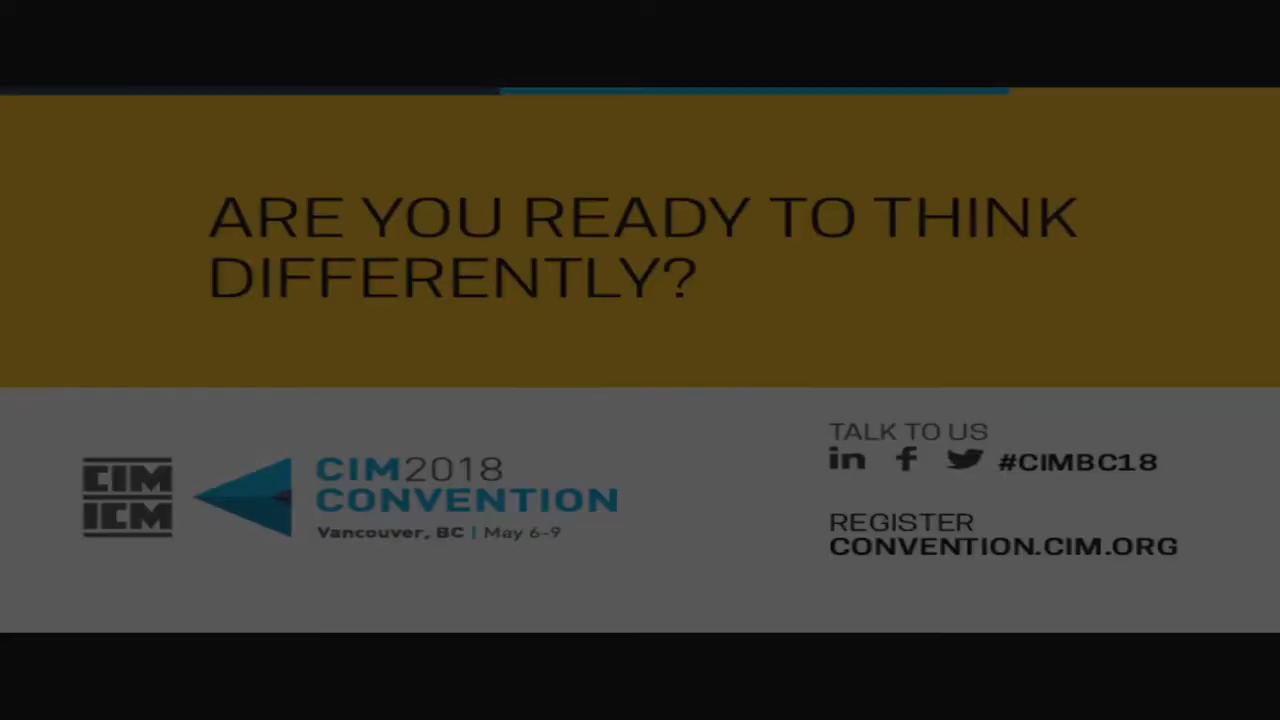 ARE YOU READY TO THINK
DIFFERENTLY?
CIM
ICM
CIM2018
CONVENTION
Vancouver, BC | May 6-9
TALK TO US
in f #CIMBC18
REGISTER
CONVENTION.CIM.ORG